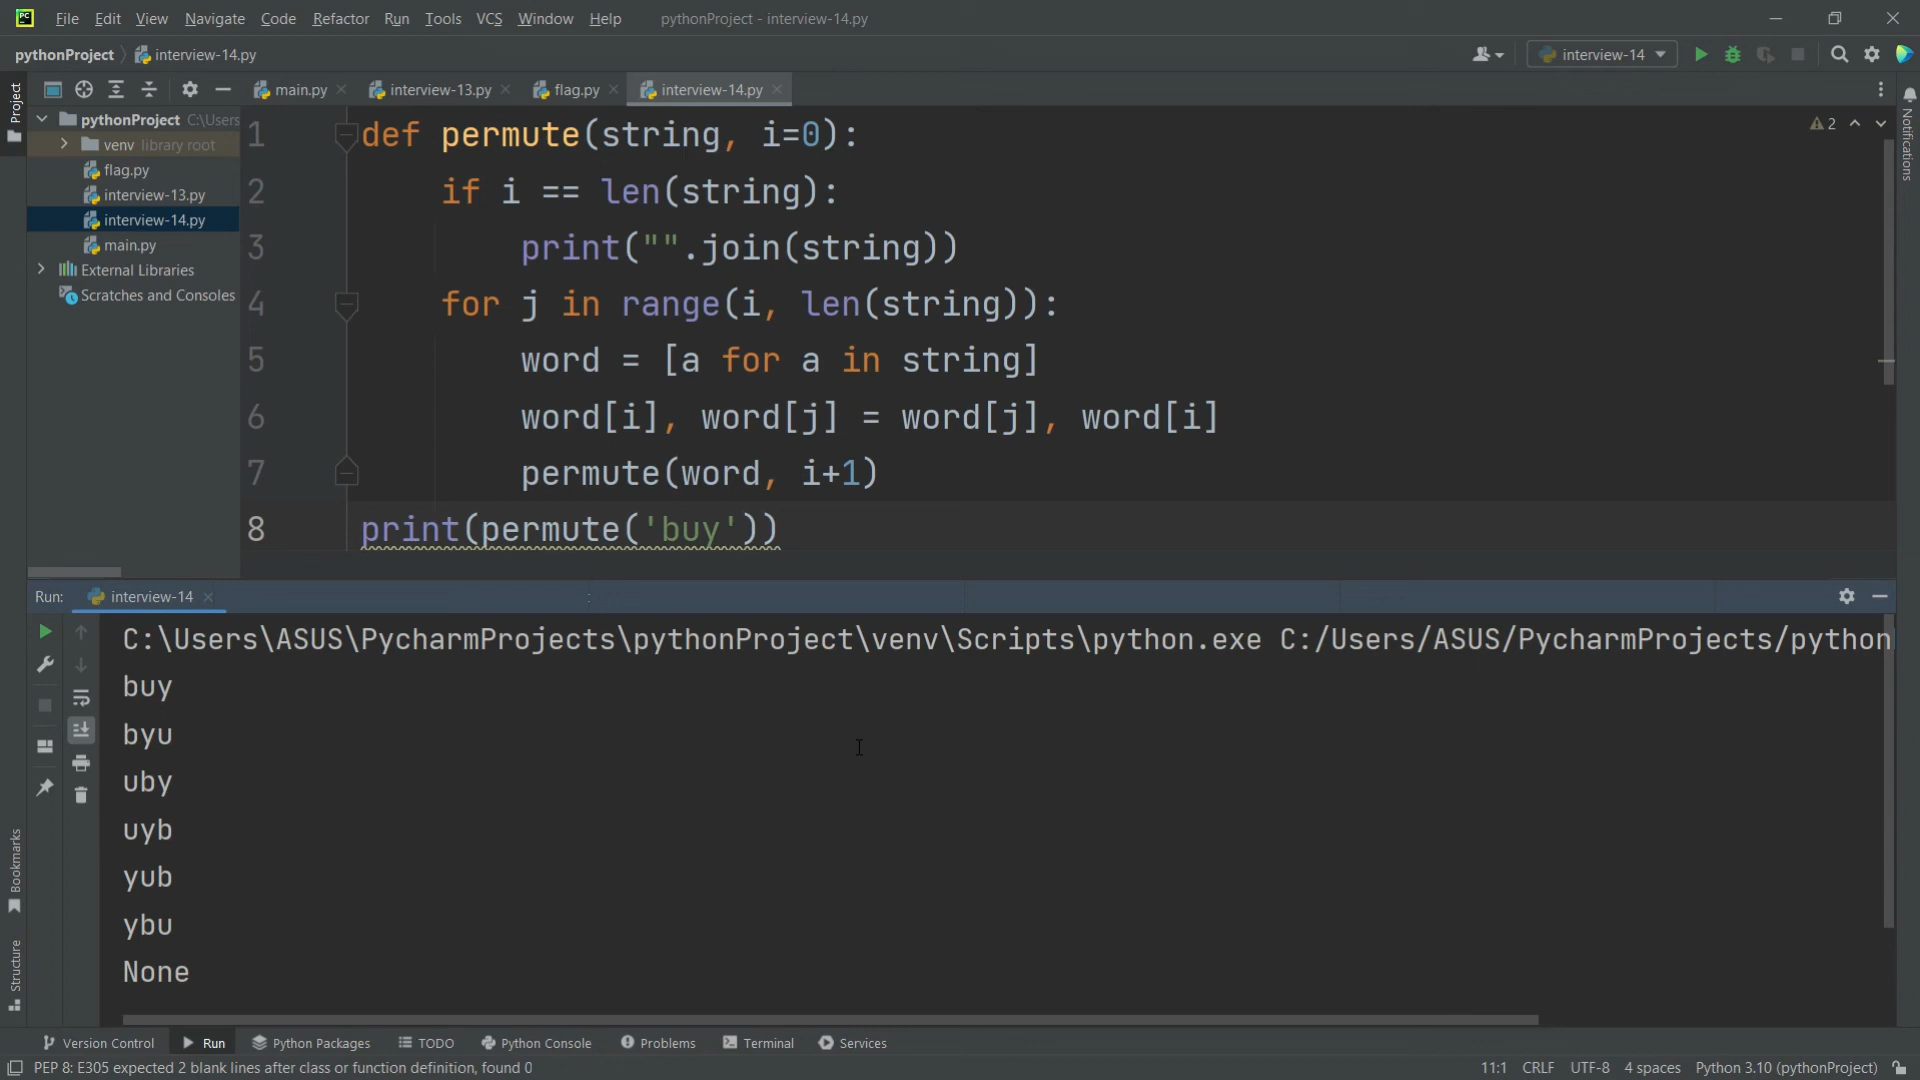 PC File Edit View Navigate Code Refactor Run Tools VCS Window Help pythonProject - interview-14.py
pythonProject interview-14.py interview-14
Project
main.py interview-13.py flag.py interview-14.py
pythonProject C:\Users
venv library root
flag.py
interview-13.py
interview-14.py
main.py
External Libraries
Scratches and Consoles
1 def permute(string, i=0):
2 if i == len(string):
3 print("".join(string))
4 for j in range(i, len(string)):
5 word = [a for a in string]
6 word[i], word[j] = word[j], word[i]
7 permute(word, i+1)
8 print(permute('buy'))
2
Notifications
Run: interview-14
C:\Users\ASUS\PycharmProjects\pythonProject\venv\Scripts\python.exe C:/Users/ASUS/PycharmProjects/python
buy
byu
uby
uyb
yub
ybu
None
Bookmarks
Structure
Version Control Run Python Packages TODO Python Console Problems Terminal Services
PEP 8: E305 expected 2 blank lines after class or function definition, found 0 11:1 CRLF UTF-8 4 spaces Python 3.10 (pythonProject)